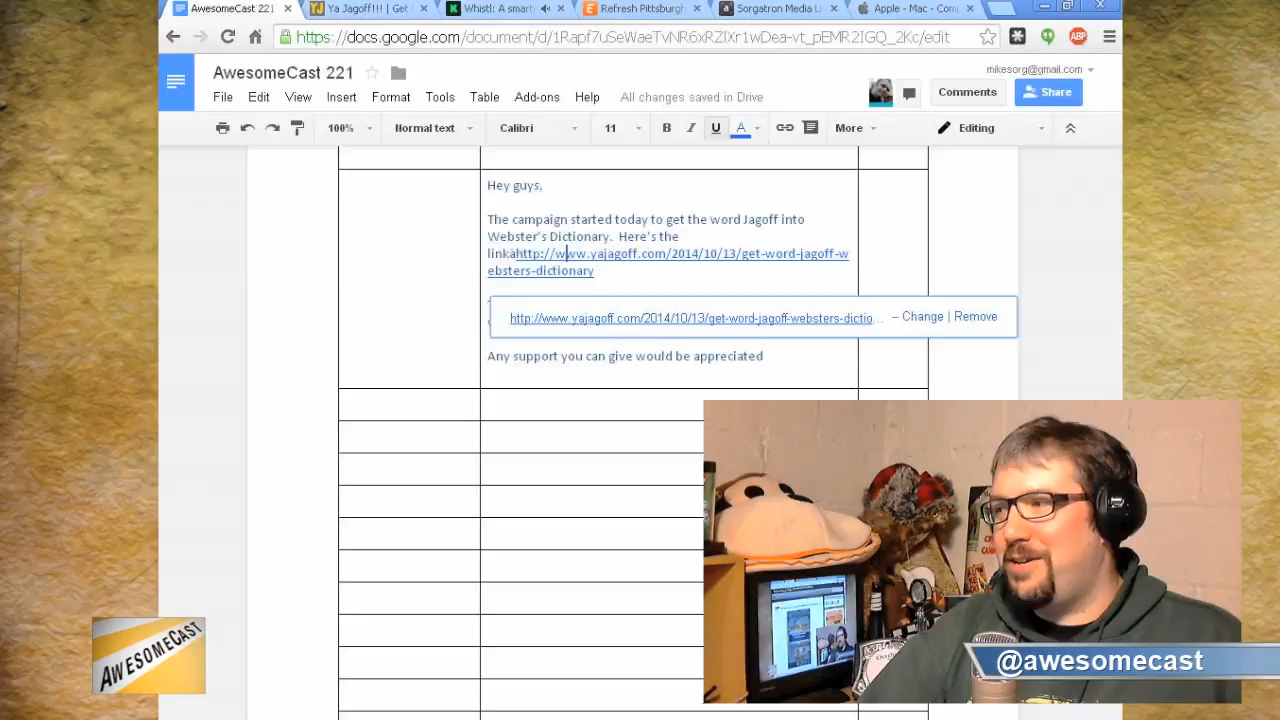 AwesomeCast 221
Ya Jagoff!!! | Get
Whistl: A smart
Refresh Pittsburgh
Sorgatron Media Li
Apple - Mac - Com
https://docs.google.com/document/d/1Rapf7uSeWaeTvNR6xRZIXr1wDea-vt_pEMR2IGQ_2Kc/edit
ABP
AwesomeCast 221
mikesorg@gmail.com
File Edit View Insert Format Tools Table Add-ons Help All changes saved in Drive
Comments
Share
100% Normal text Calibri 11 B I U A More Editing
Hey guys,
The campaign started today to get the word Jagoff into
Webster's Dictionary. Here's the
linkahttp://www.yajagoff.com/2014/10/13/get-word-jagoff-w
ebsters-dictionary
http://www.yajagoff.com/2014/10/13/get-word-jagoff-websters-dictio... – Change | Remove
Any support you can give would be appreciated
AWESOMECAST
@awesomecast